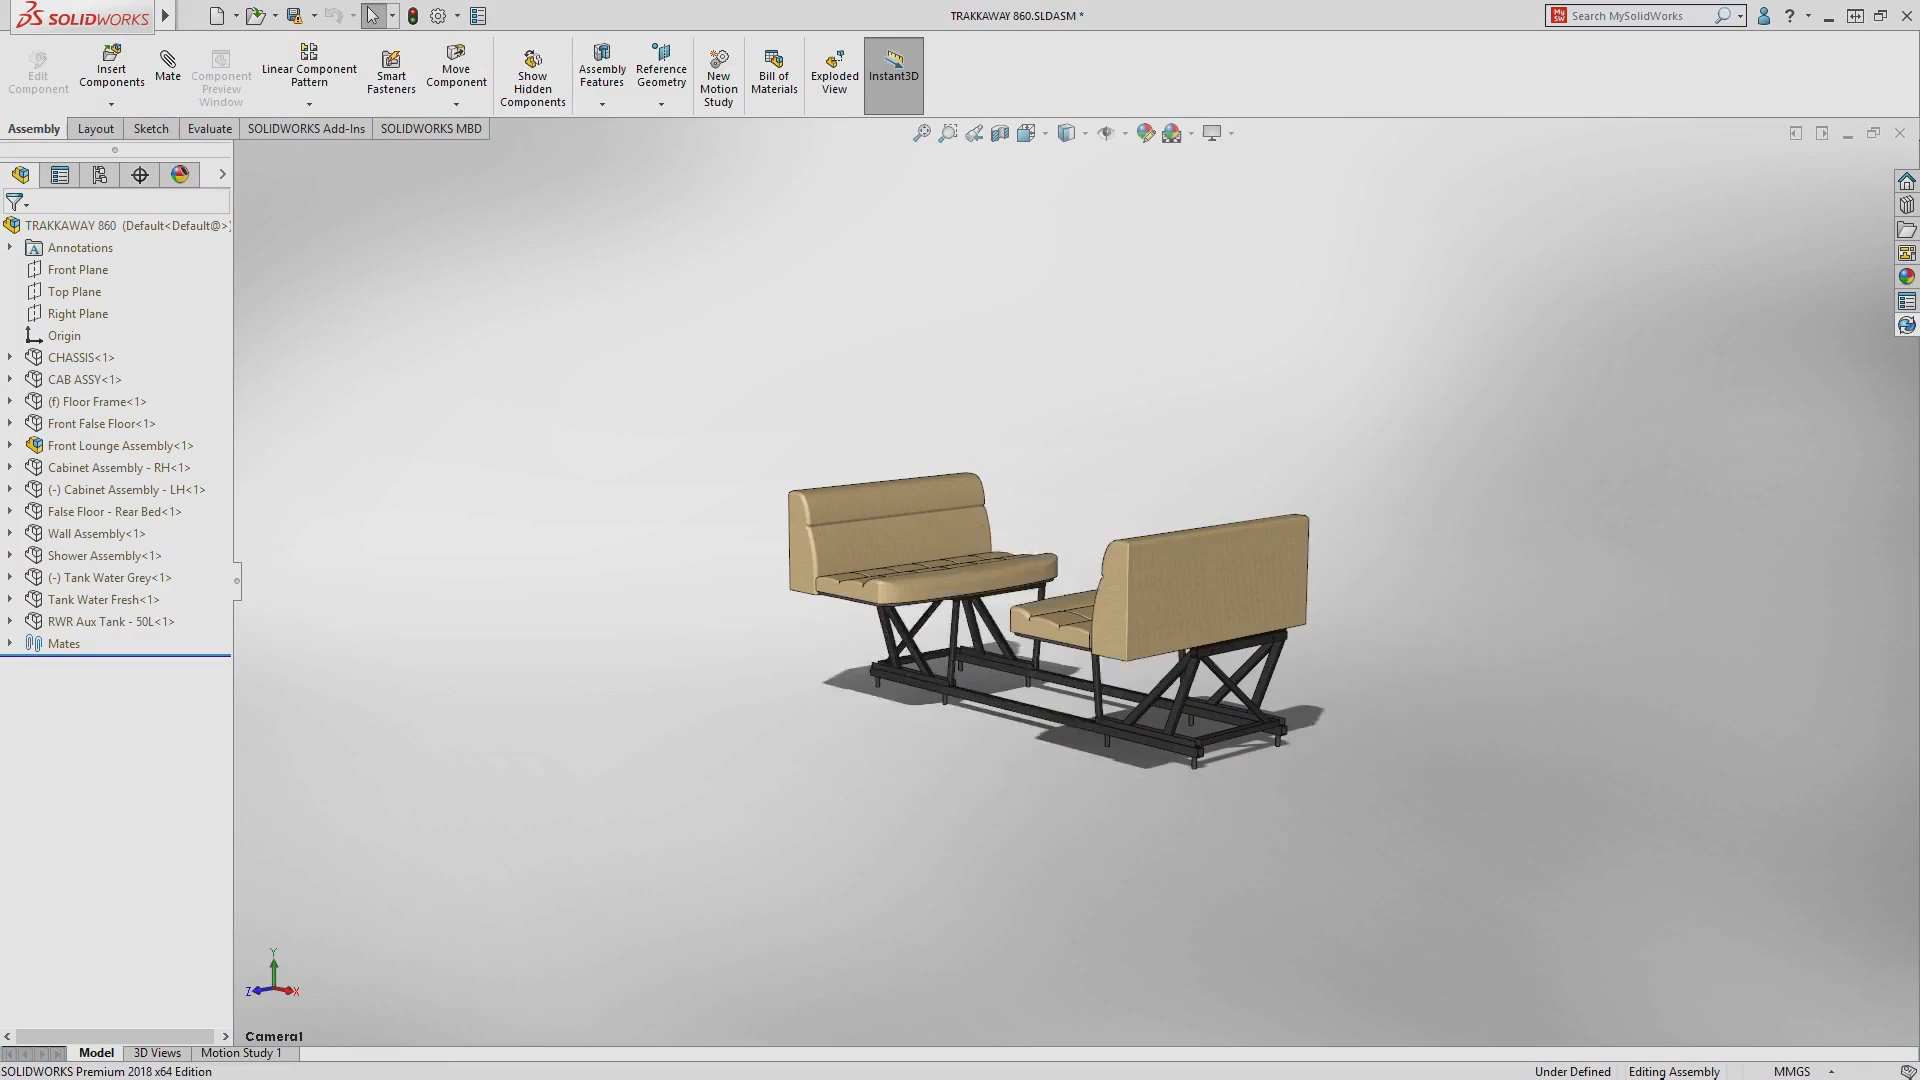 SOLIDWORKS
TRAKKAWAY 860.SLDASM *
Search MySolidWorks
Edit Component
Insert Components
Mate
Component Preview Window
Linear Component Pattern
Smart Fasteners
Move Component
Show Hidden Components
Assembly Features
Reference Geometry
New Motion Study
Bill of Materials
Exploded View
Instant3D
Assembly
Layout
Sketch
Evaluate
SOLIDWORKS Add-Ins
SOLIDWORKS MBD
TRAKKAWAY 860 (Default<Default@>)
Annotations
Front Plane
Top Plane
Right Plane
Origin
CHASSIS<1>
CAB ASSY<1>
(f) Floor Frame<1>
Front False Floor<1>
Front Lounge Assembly<1>
Cabinet Assembly - RH<1>
(-) Cabinet Assembly - LH<1>
False Floor - Rear Bed<1>
Wall Assembly<1>
Shower Assembly<1>
(-) Tank Water Grey<1>
Tank Water Fresh<1>
RWR Aux Tank - 50L<1>
Mates
Y
Z
X
Camera1
Model
3D Views
Motion Study 1
SOLIDWORKS Premium 2018 x64 Edition
Under Defined
Editing Assembly
MMGS